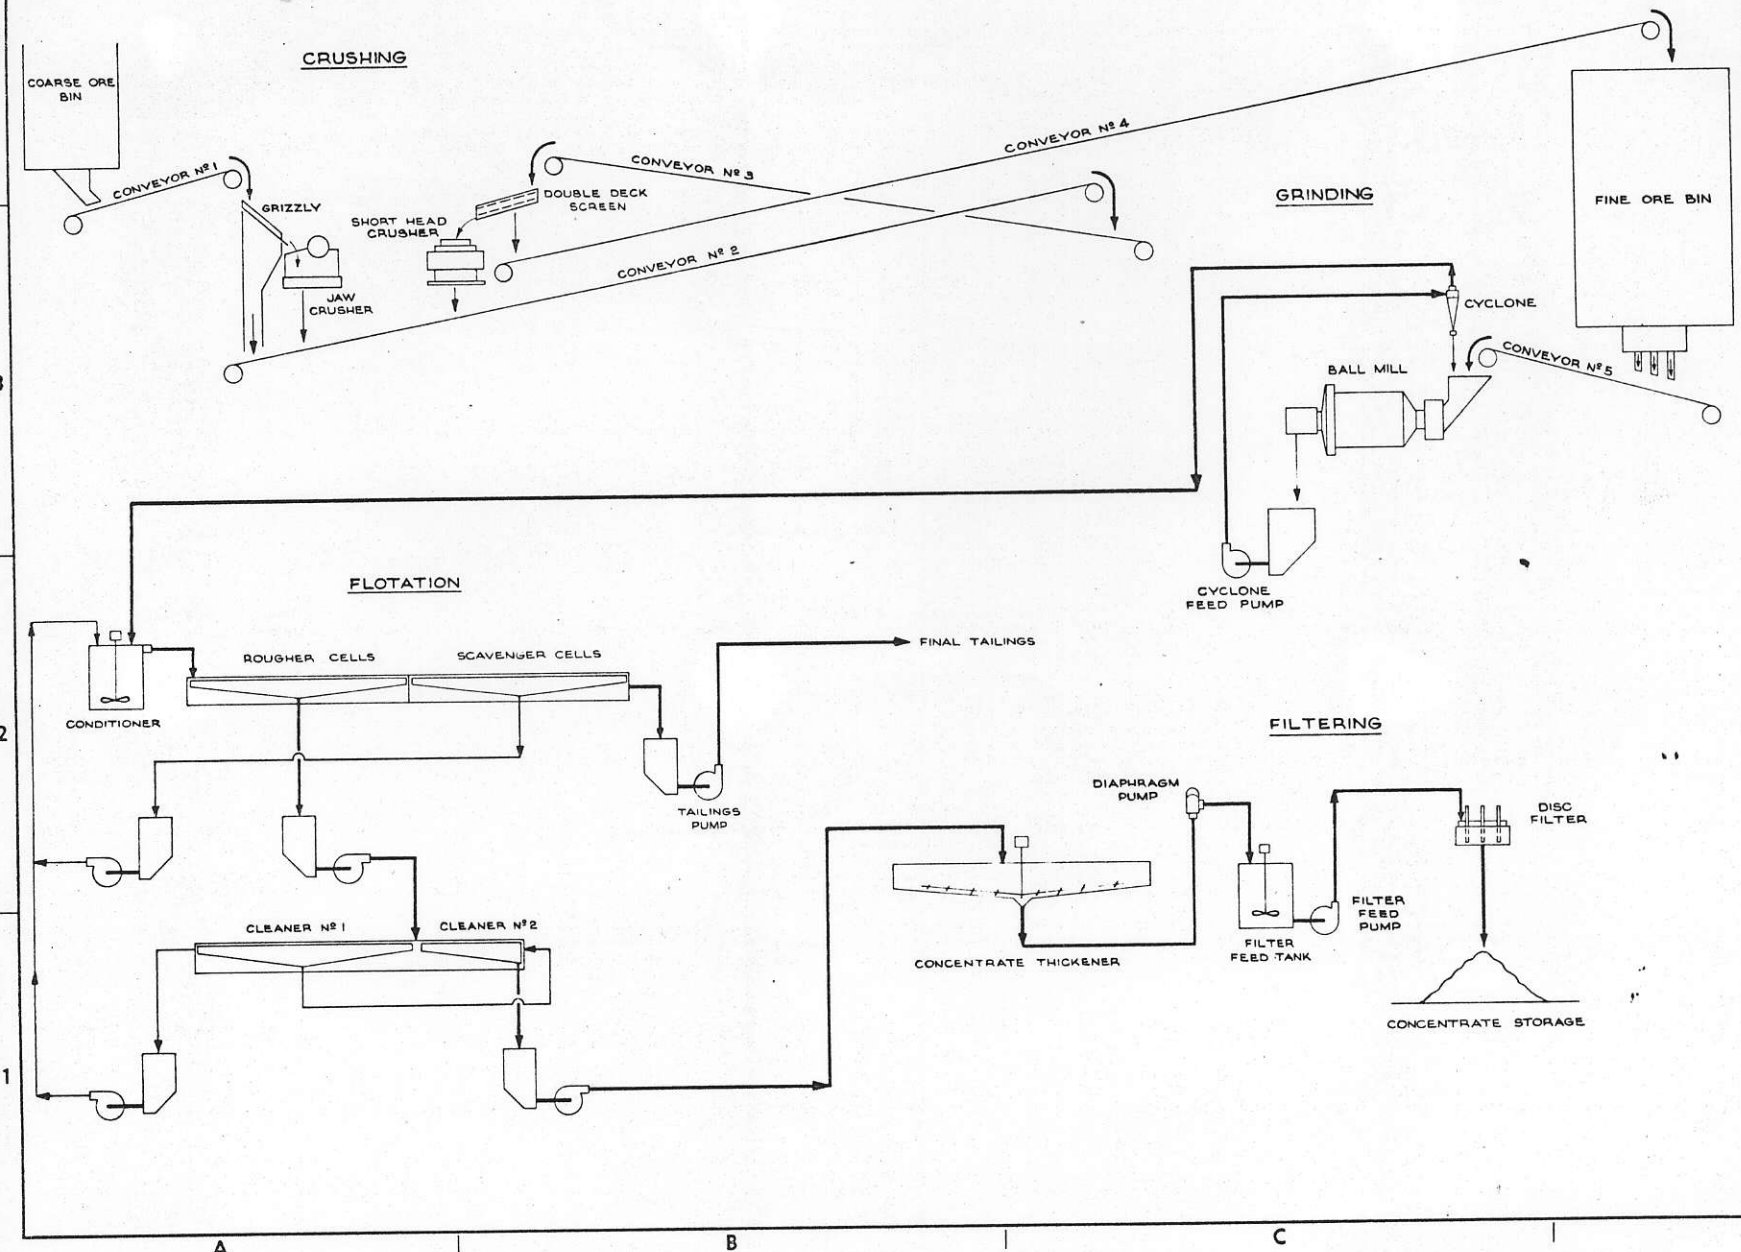 CRUSHING
COARSE ORE
BIN
CONVEYOR Nº 1
GRIZZLY
JAW
CRUSHER
SHORT HEAD
CRUSHER
DOUBLE DECK
SCREEN
CONVEYOR Nº 3
CONVEYOR Nº 2
CONVEYOR Nº 4
GRINDING
FINE ORE BIN
CYCLONE
CONVEYOR Nº 5
BALL MILL
CYCLONE
FEED PUMP
FLOTATION
CONDITIONER
ROUGHER CELLS
SCAVENGER CELLS
FINAL TAILINGS
TAILINGS
PUMP
CLEANER Nº 1
CLEANER Nº 2
FILTERING
DIAPHRAGM
PUMP
CONCENTRATE THICKENER
FILTER
FEED TANK
FILTER
FEED
PUMP
DISC
FILTER
CONCENTRATE STORAGE
2
1
B
C